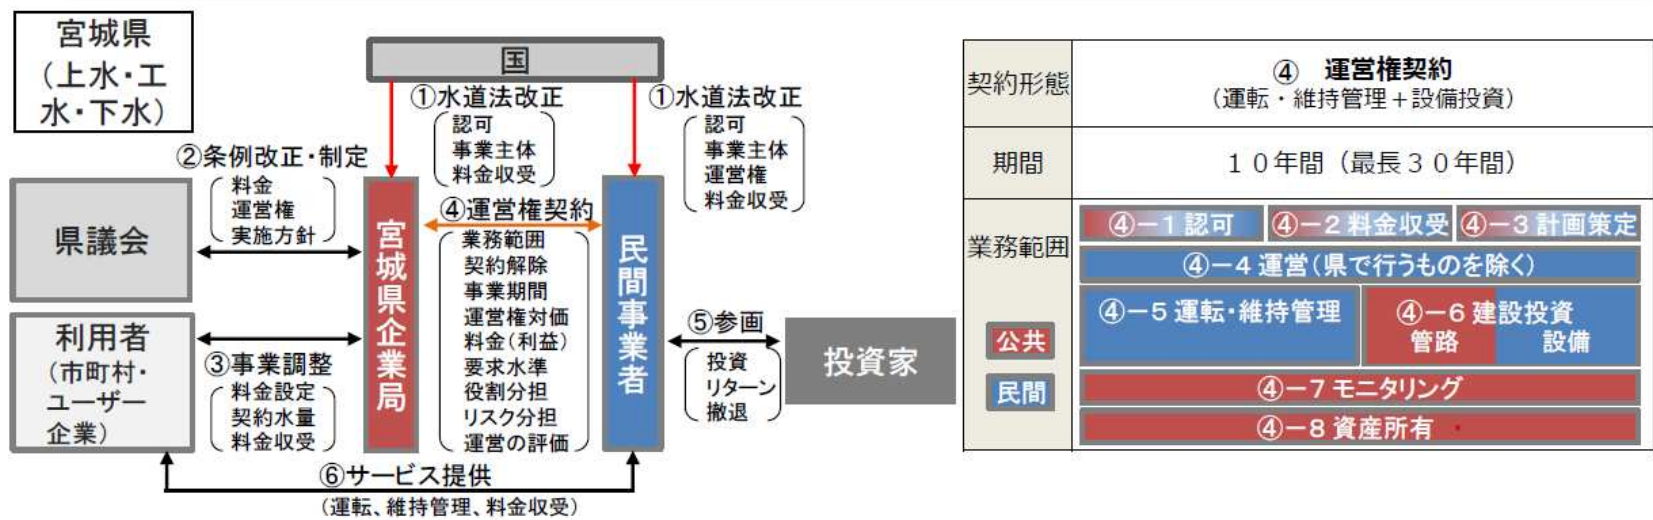 宮城県
（上水・工
水・下水）
国
①水道法改正
認可
事業主体
料金収受
①水道法改正
認可
事業主体
運営権
料金収受
②条例改正・制定
料金
運営権
実施方針
県議会
宮城県企業局
④運営権契約
業務範囲
契約解除
事業期間
運営権対価
料金（利益）
要求水準
役割分担
リスク分担
運営の評価
民間事業者
利用者
（市町村・
ユーザー
企業）
③事業調整
料金設定
契約水量
料金収受
⑤参画
投資
リターン
撤退
投資家
⑥サービス提供
（運転、維持管理、料金収受）
契約形態
④ 運営権契約
（運転・維持管理＋設備投資）
期間
１０年間（最長３０年間）
業務範囲
公共
民間
④－１認可
④－２料金収受
④－３計画策定
④－４運営（県で行うものを除く）
④－５運転・維持管理
④－６建設投資
管路 設備
④－７モニタリング
④－８資産所有